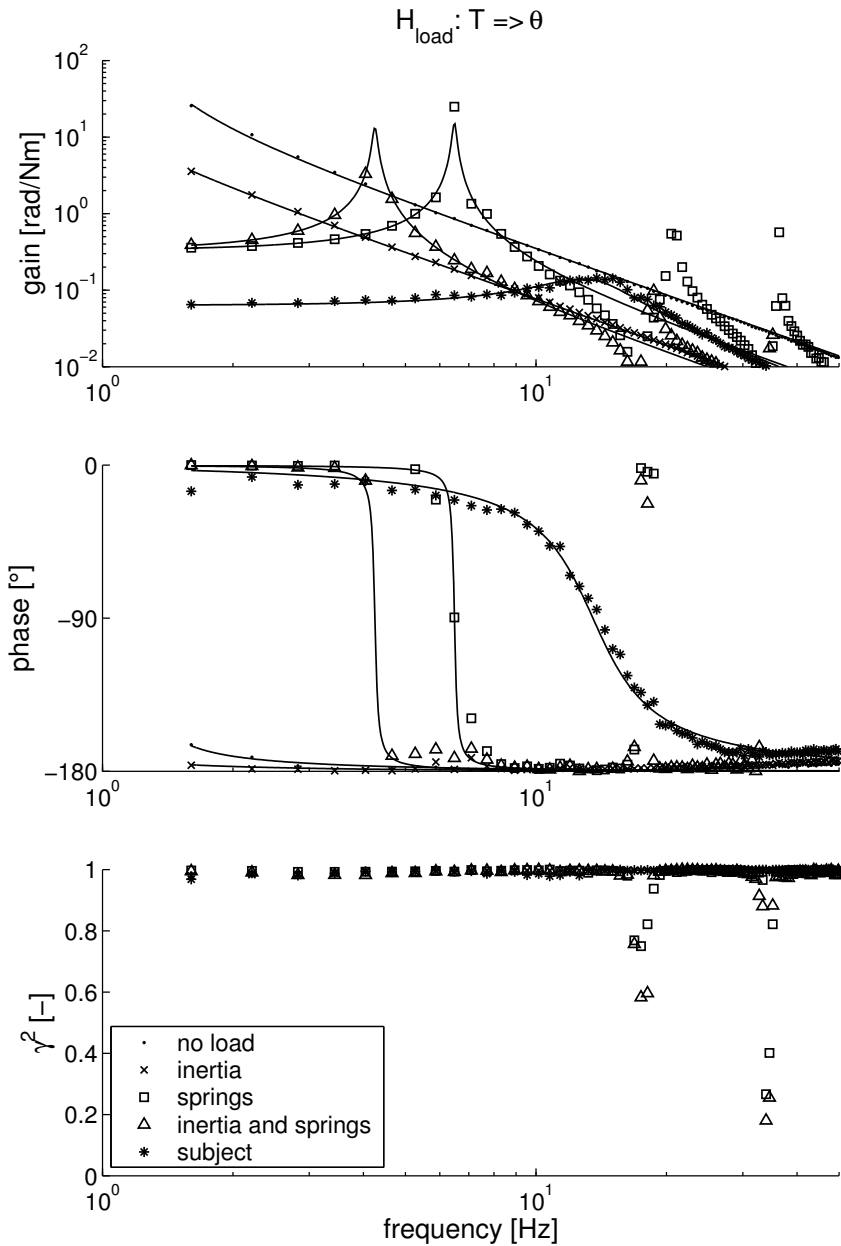 H_load: T => θ
10^2
10^1
10^0
10^-1
10^-2
gain [rad/Nm]
10^0
10^1
0
-90
-180
phase [°]
10^0
10^1
1
0.8
0.6
0.4
0.2
0
γ^2 [-]
no load
inertia
springs
inertia and springs
subject
10^0
10^1
frequency [Hz]